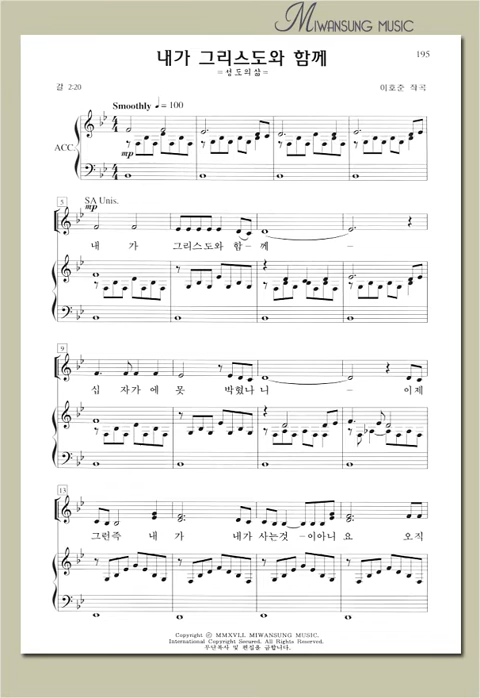 MIWANSUNG MUSIC
내가 그리스도와 함께
195
=성도의삶=
갈 2:20
이호준 작곡
Smoothly ♩= 100
ACC.
mp
5
SA Unis.
mp
내 가 그리스도와 함- 께 -
9
십 자가 에 못 박혔나 니 - 이제
13
그런즉 내 가 내가 사는것 -이아니 요 오직
Copyright © MMXVLL MIWANSUNG MUSIC.
International Copyright Secured. All Rights Reserved.
무단복사 및 편집을 금합니다.